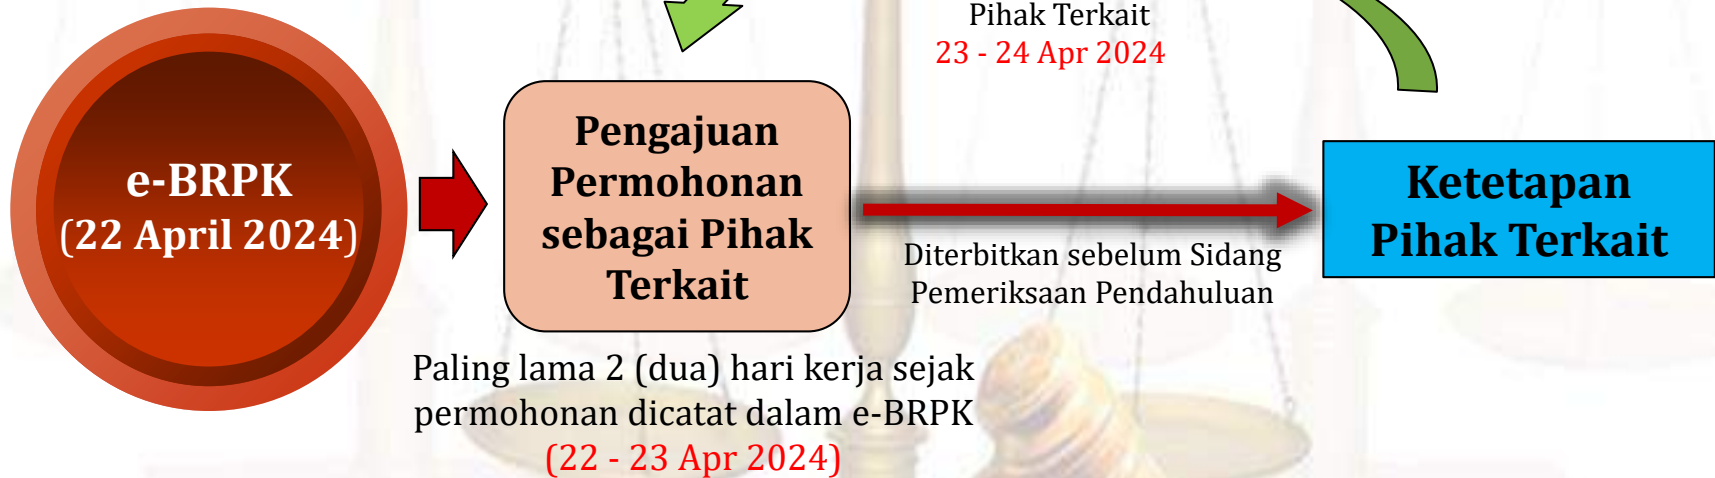 Pihak Terkait
23 - 24 Apr 2024
e-BRPK
(22 April 2024)
Pengajuan
Permohonan
sebagai Pihak
Terkait
Diterbitkan sebelum Sidang
Pemeriksaan Pendahuluan
Ketetapan
Pihak Terkait
Paling lama 2 (dua) hari kerja sejak
permohonan dicatat dalam e-BRPK
(22 - 23 Apr 2024)